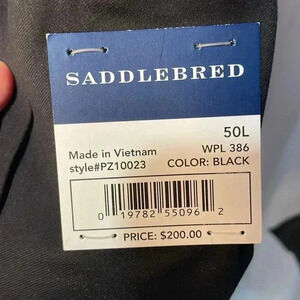 SADDLEBRED
50L
Made in Vietnam WPL 386
style#PZ10023 COLOR: BLACK
0 19782 55096 2
PRICE: $200.00